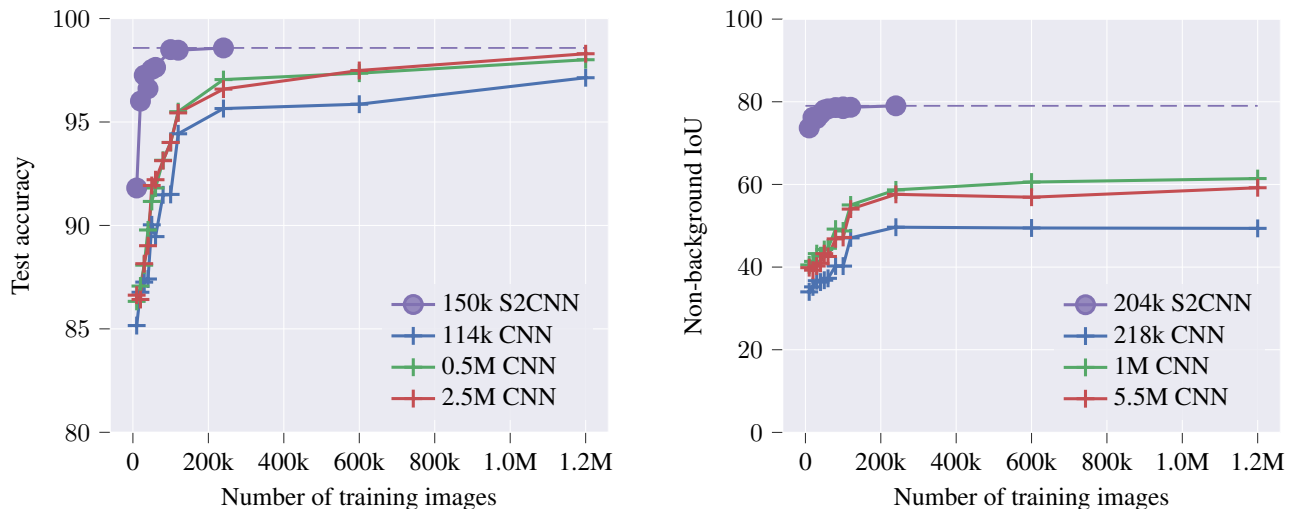 100
95
90
85
80
Test accuracy
150k S2CNN
114k CNN
0.5M CNN
2.5M CNN
0 200k 400k 600k 800k 1.0M 1.2M
Number of training images
100
80
60
40
20
0
Non-background IoU
204k S2CNN
218k CNN
1M CNN
5.5M CNN
0 200k 400k 600k 800k 1.0M 1.2M
Number of training images